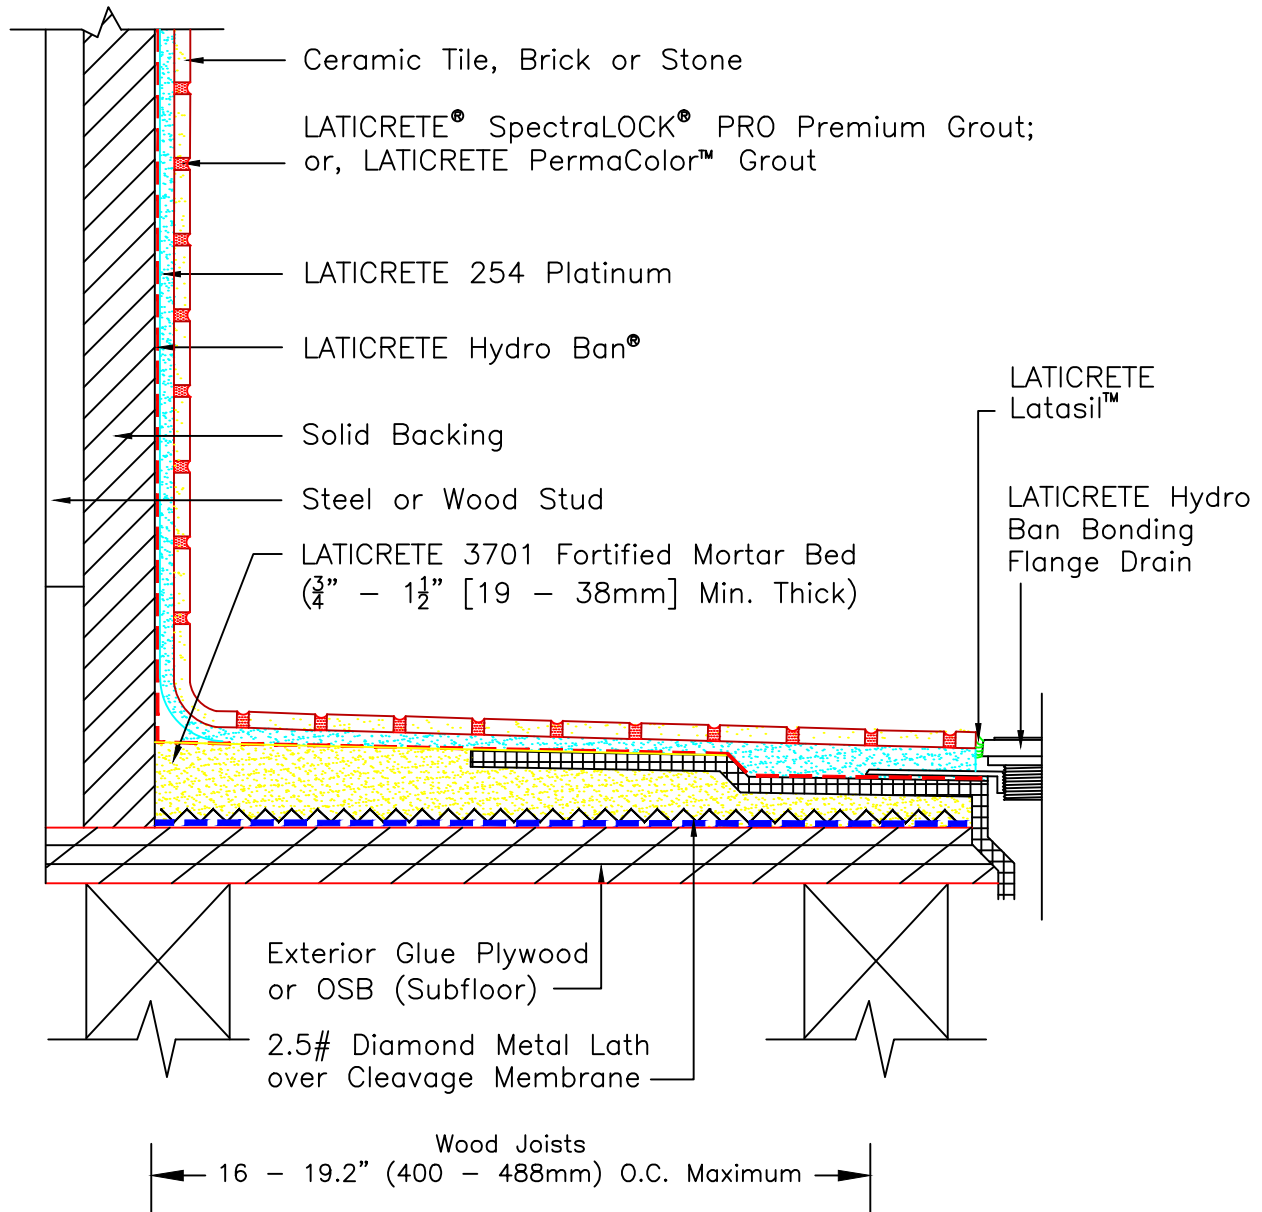 Ceramic Tile, Brick or Stone
LATICRETE® SpectraLOCK® PRO Premium Grout;
or, LATICRETE PermaColor™ Grout
LATICRETE 254 Platinum
LATICRETE Hydro Ban®
LATICRETE
Latasil™
Solid Backing
Steel or Wood Stud
LATICRETE Hydro
Ban Bonding
Flange Drain
LATICRETE 3701 Fortified Mortar Bed
(¾" – 1½" [19 – 38mm] Min. Thick)
Exterior Glue Plywood
or OSB (Subfloor)
2.5# Diamond Metal Lath
over Cleavage Membrane
Wood Joists
16 – 19.2" (400 – 488mm) O.C. Maximum